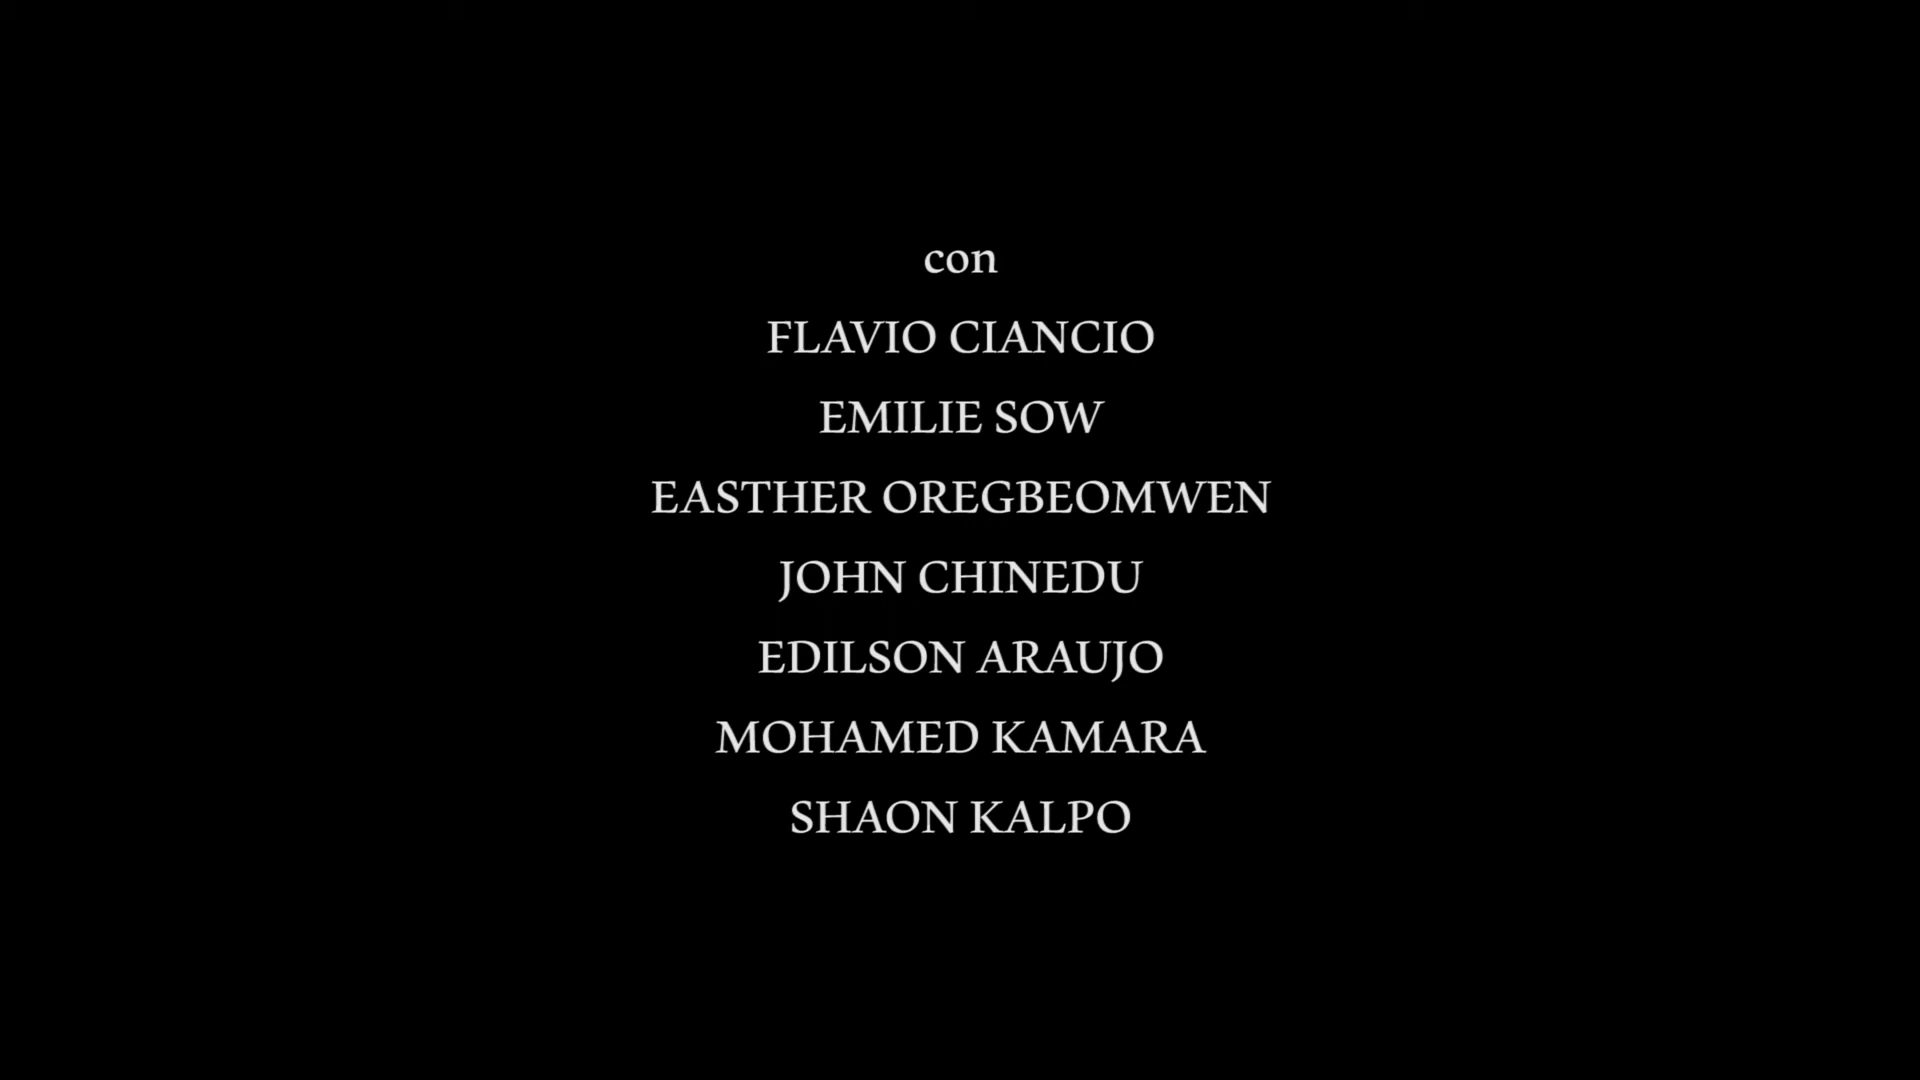 con
FLAVIO CIANCIO
EMILIE SOW
EASTHER OREGBEOMWEN
JOHN CHINEDU
EDILSON ARAUJO
MOHAMED KAMARA
SHAON KALPO